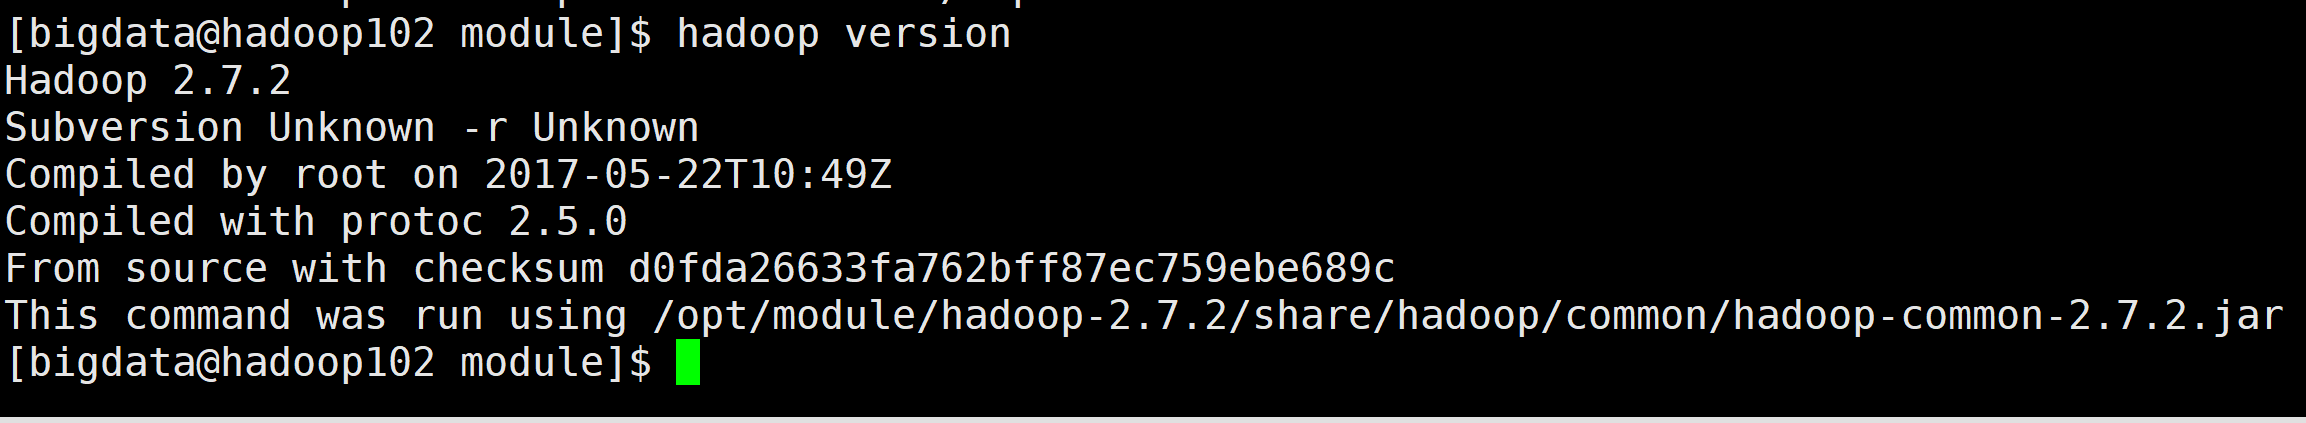 [bigdata@hadoop102 module]$ hadoop version
Hadoop 2.7.2
Subversion Unknown -r Unknown
Compiled by root on 2017-05-22T10:49Z
Compiled with protoc 2.5.0
From source with checksum d0fda26633fa762bff87ec759ebe689c
This command was run using /opt/module/hadoop-2.7.2/share/hadoop/common/hadoop-common-2.7.2.jar
[bigdata@hadoop102 module]$